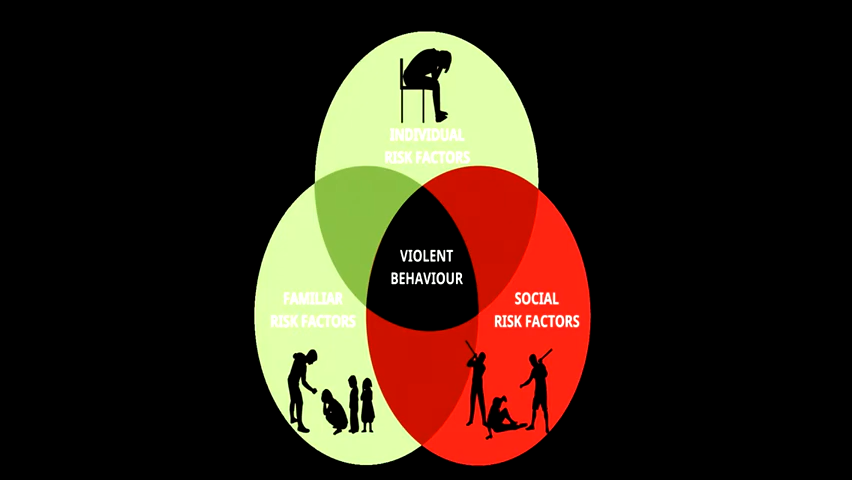 INDIVIDUAL
RISK FACTORS
VIOLENT
BEHAVIOUR
FAMILIAR
RISK FACTORS
SOCIAL
RISK FACTORS